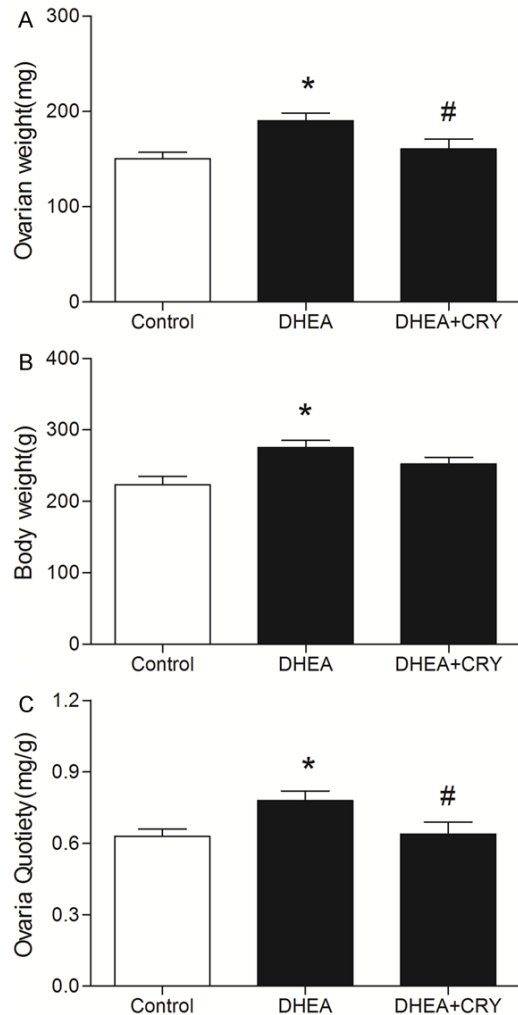 A
Ovarian weight(mg)
300
200
100
0
*
#
Control DHEA DHEA+CRY
B
Body weight(g)
400
300
200
100
0
*
Control DHEA DHEA+CRY
C
Ovaria Quotiety(mg/g)
1.2
0.9
0.6
0.3
0.0
*
#
Control DHEA DHEA+CRY